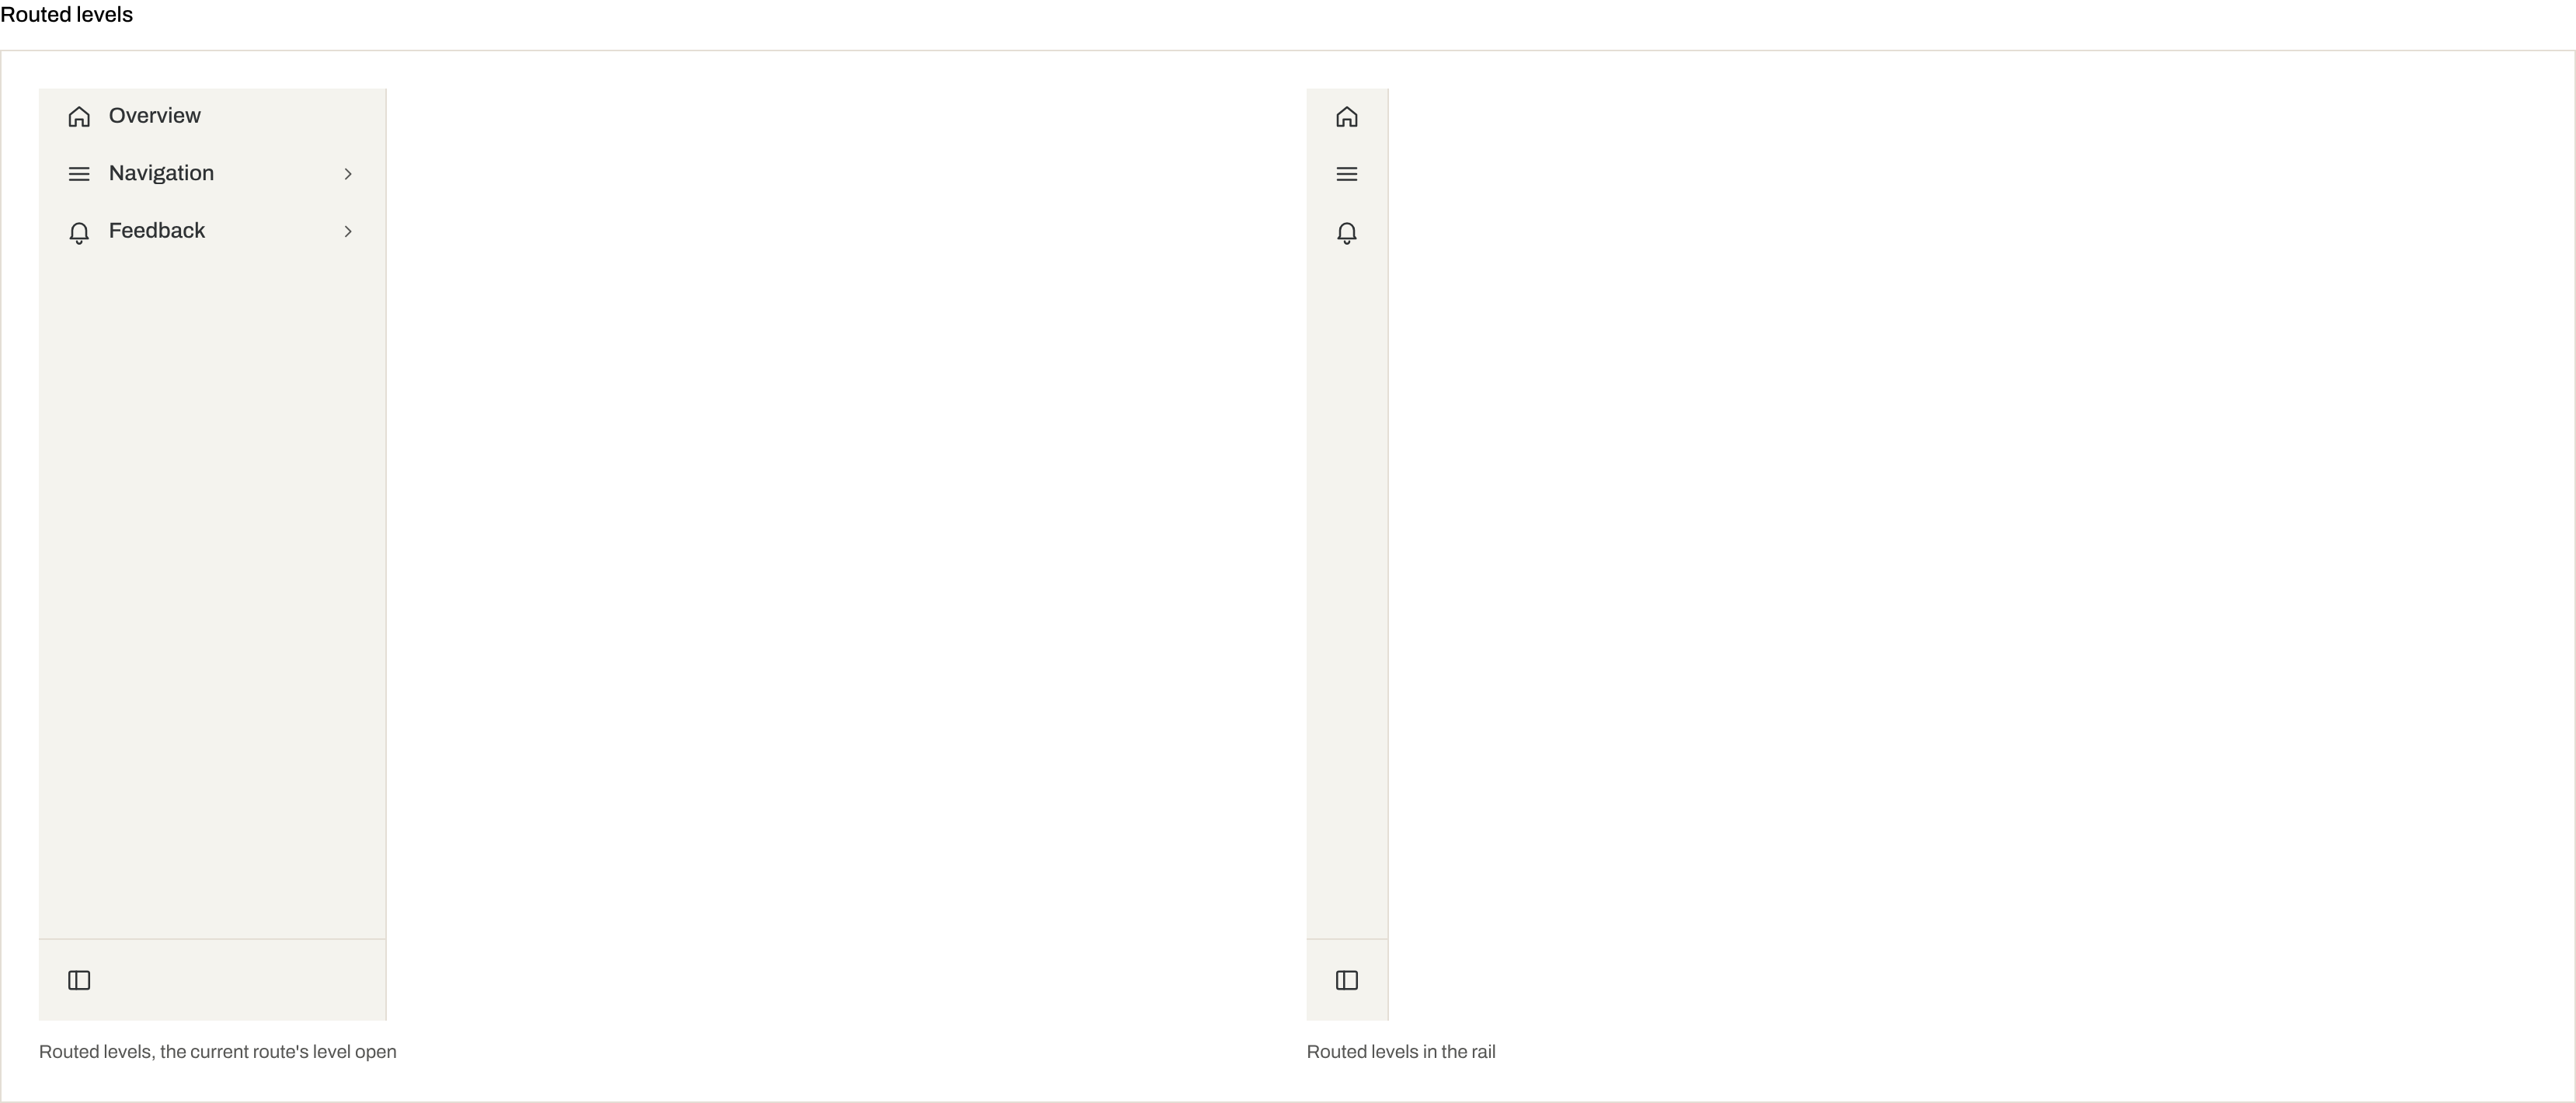 Routed levels
Overview
Navigation
Feedback
Routed levels, the current route's level open
Routed levels in the rail